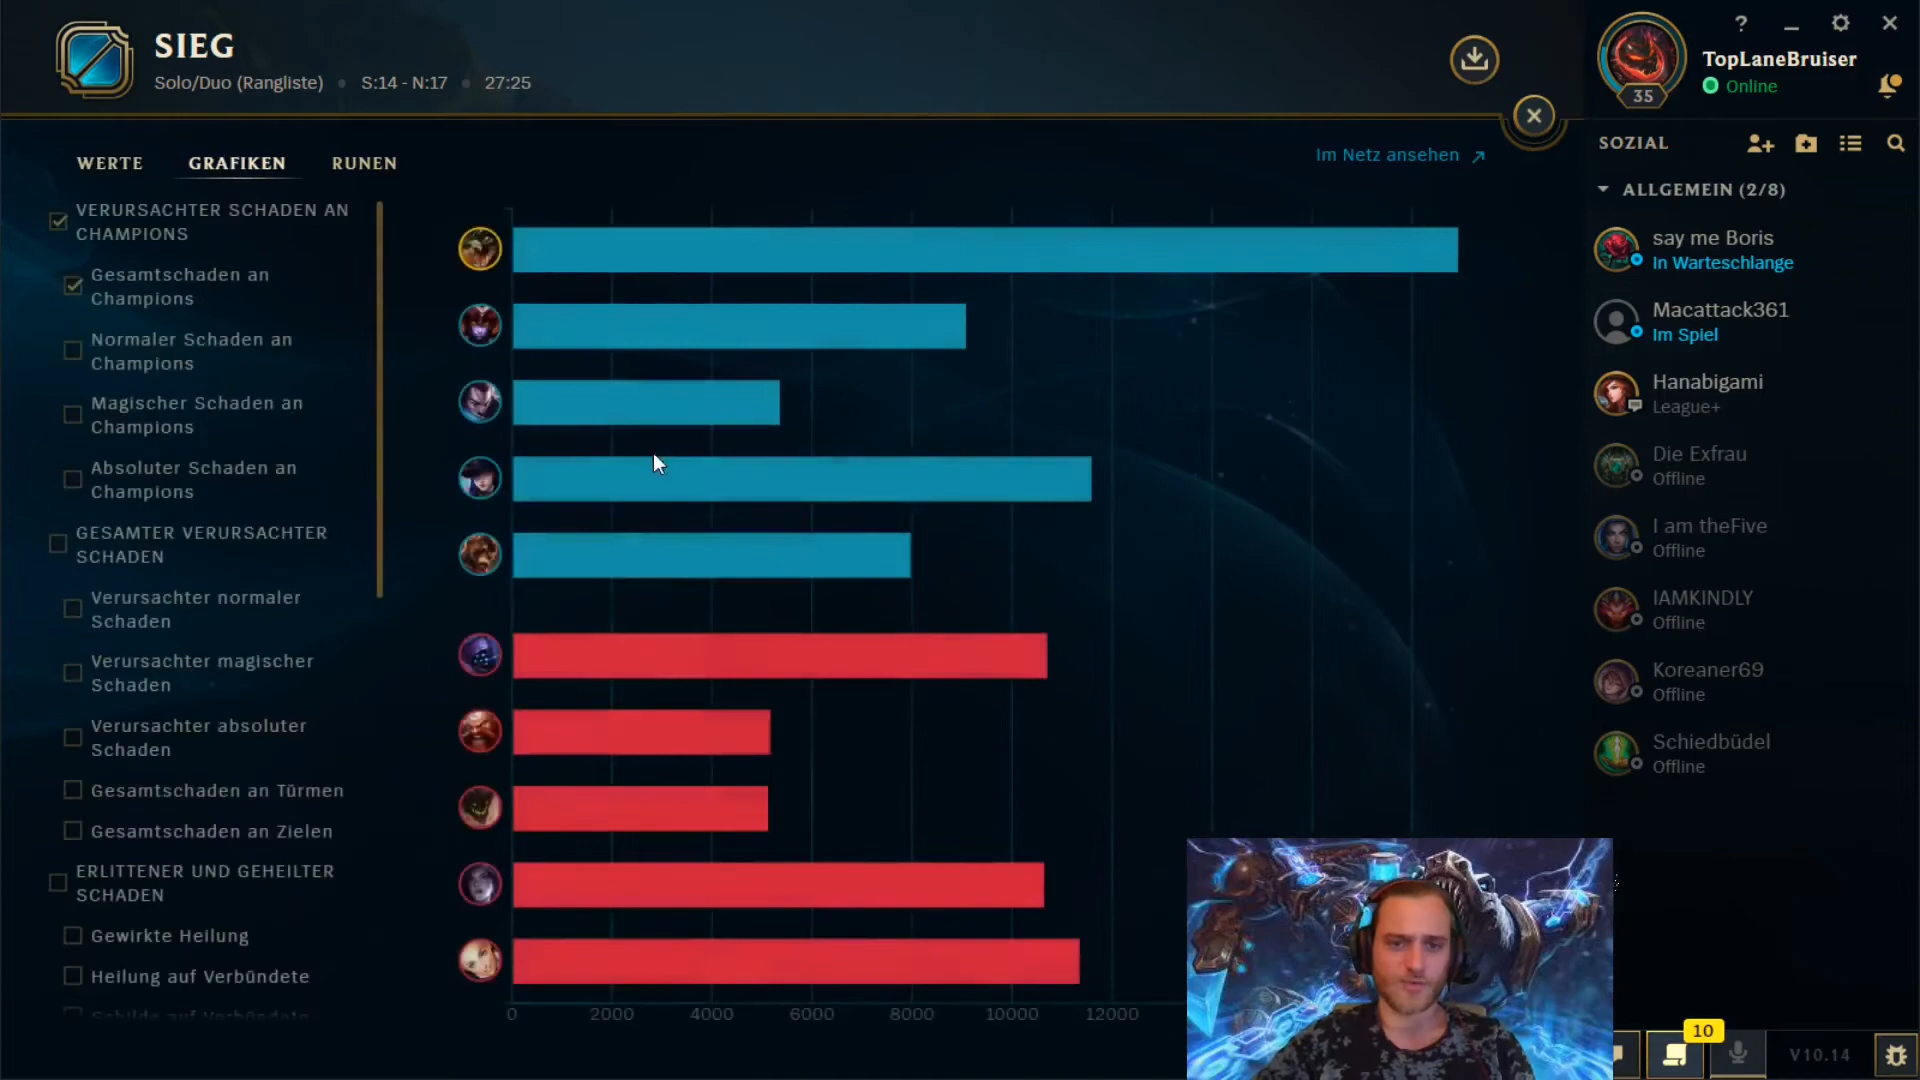 SIEG
Solo/Duo (Rangliste) • S:14 - N:17 • 27:25
TopLaneBruiser
Online
35
WERTE
GRAFIKEN
RUNEN
Im Netz ansehen
VERURSACHTER SCHADEN AN
CHAMPIONS
Gesamtschaden an
Champions
Normaler Schaden an
Champions
Magischer Schaden an
Champions
Absoluter Schaden an
Champions
GESAMTER VERURSACHTER
SCHADEN
Verursachter normaler
Schaden
Verursachter magischer
Schaden
Verursachter absoluter
Schaden
Gesamtschaden an Türmen
Gesamtschaden an Zielen
ERLITTENER UND GEHEILTER
SCHADEN
Gewirkte Heilung
Heilung auf Verbündete
Schilde auf Verbündete
0 2000 4000 6000 8000 10000 12000
SOZIAL
ALLGEMEIN (2/8)
say me Boris
In Warteschlange
Macattack361
Im Spiel
Hanabigami
League+
Die Exfrau
Offline
I am theFive
Offline
IAMKINDLY
Offline
Koreaner69
Offline
Schiedbüdel
Offline
10
V10.14